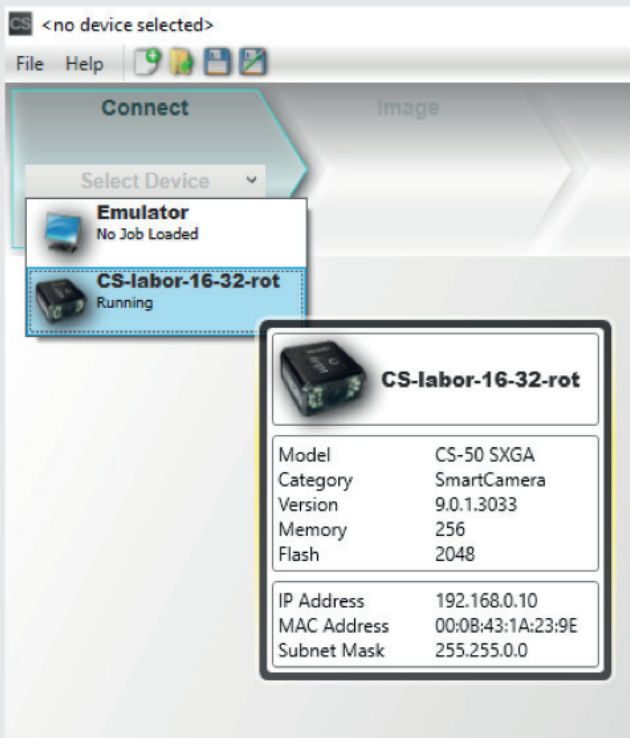 CS <no device selected>
File Help
Connect Image
Select Device
Emulator
No Job Loaded
CS-labor-16-32-rot
Running
CS-labor-16-32-rot
Model CS-50 SXGA
Category SmartCamera
Version 9.0.1.3033
Memory 256
Flash 2048
IP Address 192.168.0.10
MAC Address 00:0B:43:1A:23:9E
Subnet Mask 255.255.0.0